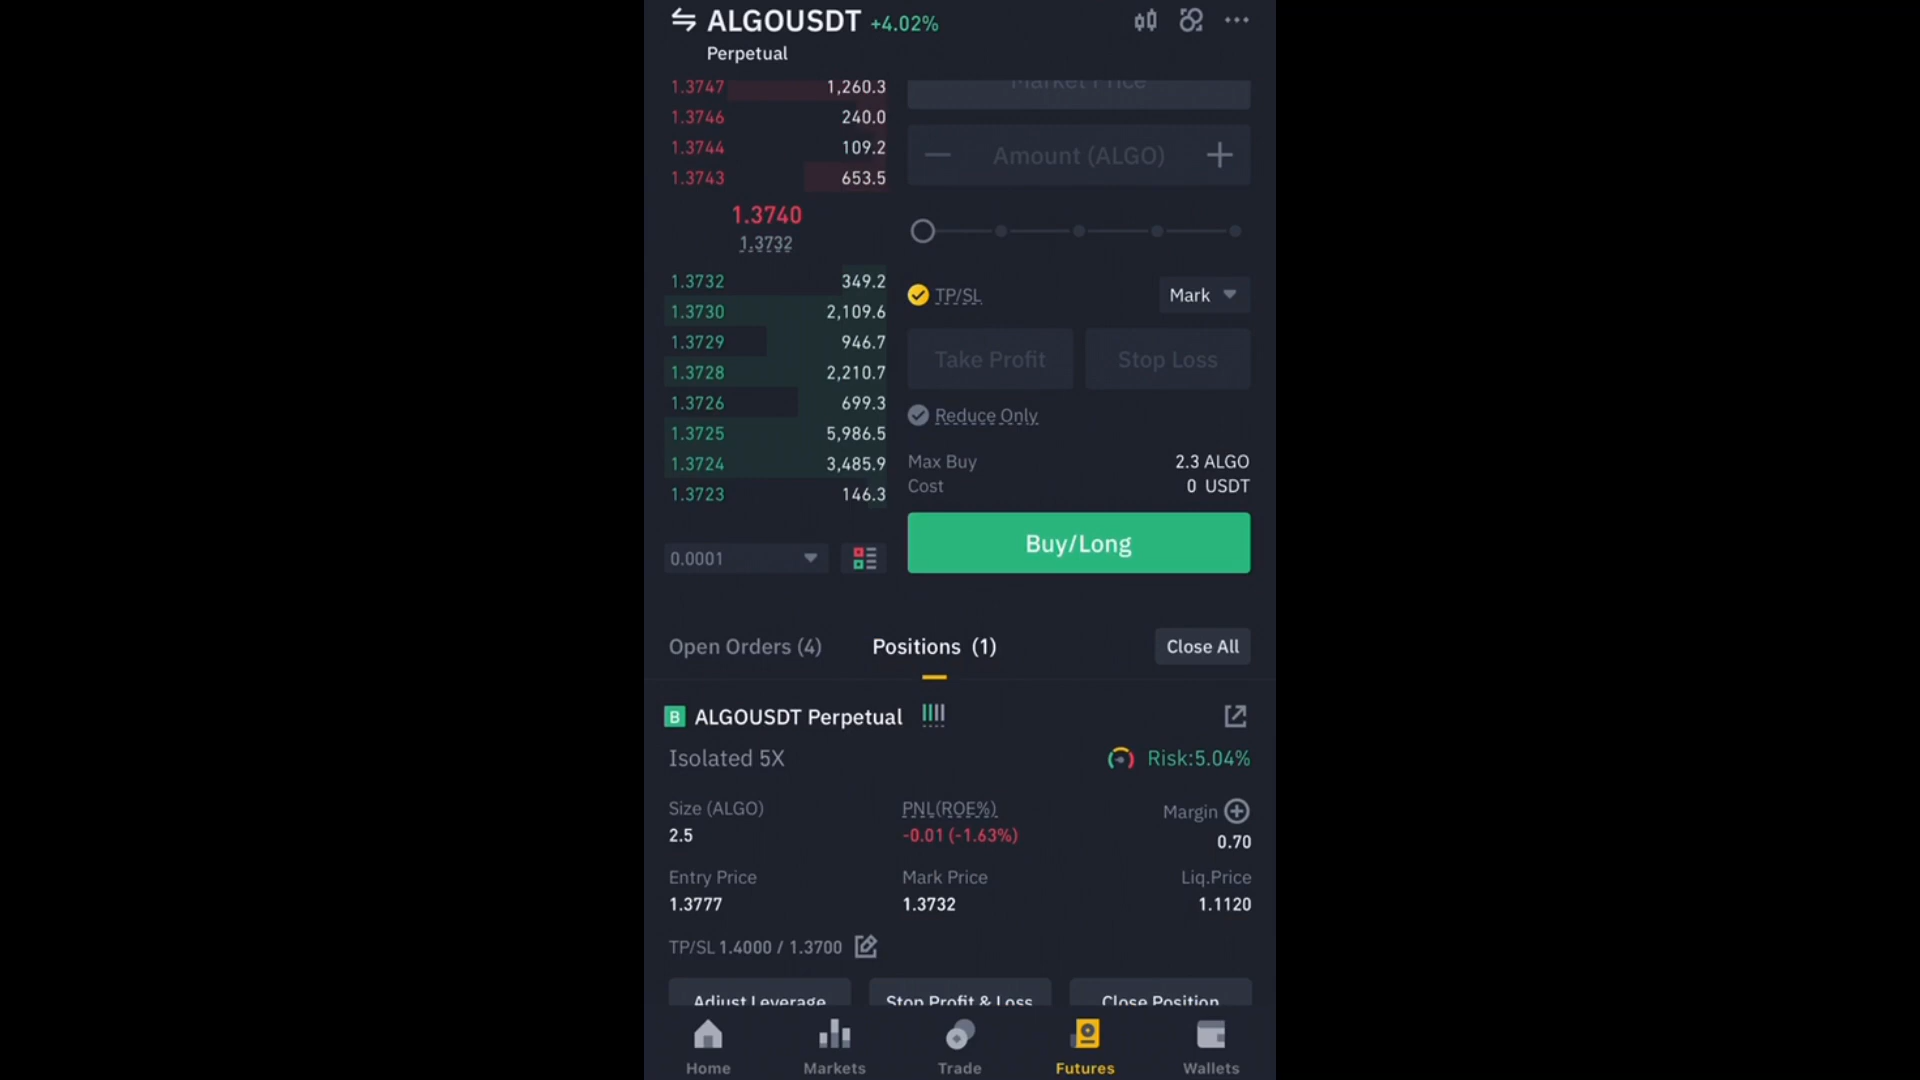 ALGOUSDT +4.02%
Perpetual
1.3747 1,260.3
1.3746 240.0
1.3744 109.2
1.3743 653.5
1.3740
1.3732
1.3732 349.2
1.3730 2,109.6
1.3729 946.7
1.3728 2,210.7
1.3726 699.3
1.3725 5,986.5
1.3724 3,485.9
1.3723 146.3
0.0001
Market Price
Amount (ALGO)
TP/SL Mark
Take Profit Stop Loss
Reduce Only
Max Buy 2.3 ALGO
Cost 0 USDT
Buy/Long
Open Orders (4) Positions (1) Close All
B ALGOUSDT Perpetual
Isolated 5X Risk:5.04%
Size (ALGO) PNL(ROE%) Margin
2.5 -0.01 (-1.63%) 0.70
Entry Price Mark Price Liq.Price
1.3777 1.3732 1.1120
TP/SL 1.4000 / 1.3700
Adjust Leverage Stop Profit & Loss Close Position
Home Markets Trade Futures Wallets